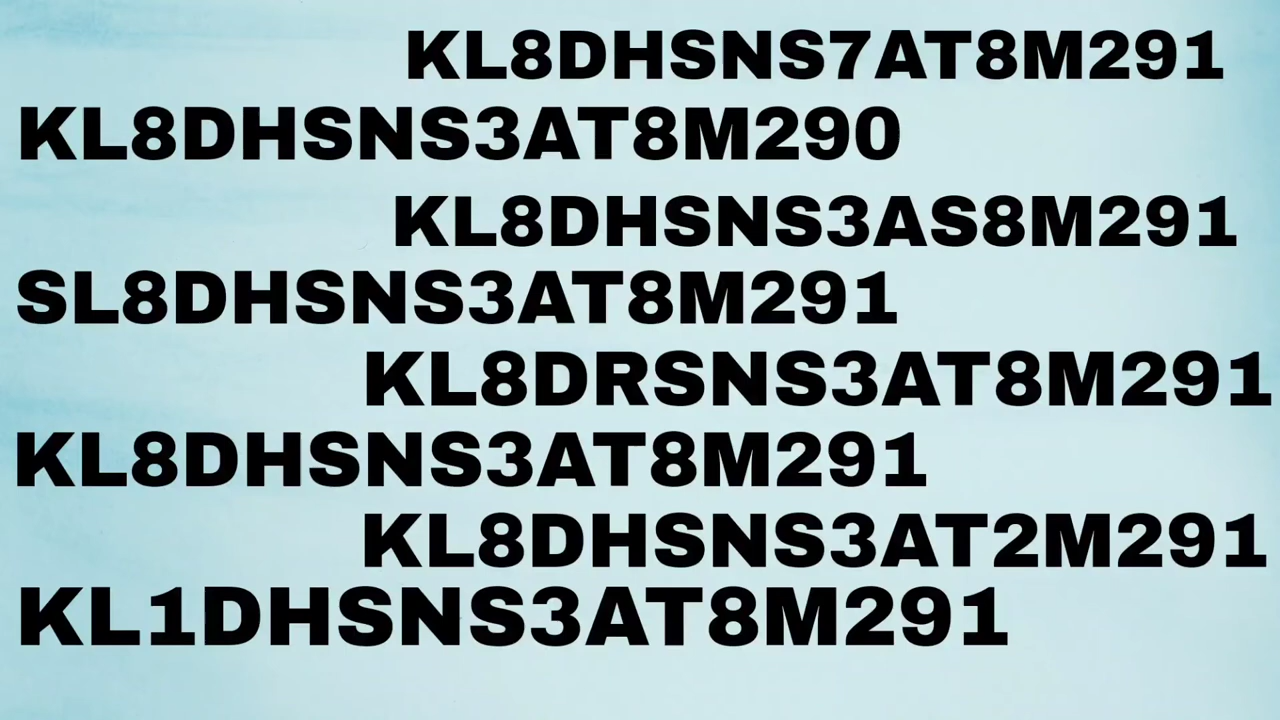 KL8DHSNS7AT8M291
KL8DHSNS3AT8M290
KL8DHSNS3AS8M291
SL8DHSNS3AT8M291
KL8DRSNS3AT8M291
KL8DHSNS3AT8M291
KL8DHSNS3AT2M291
KL1DHSNS3AT8M291